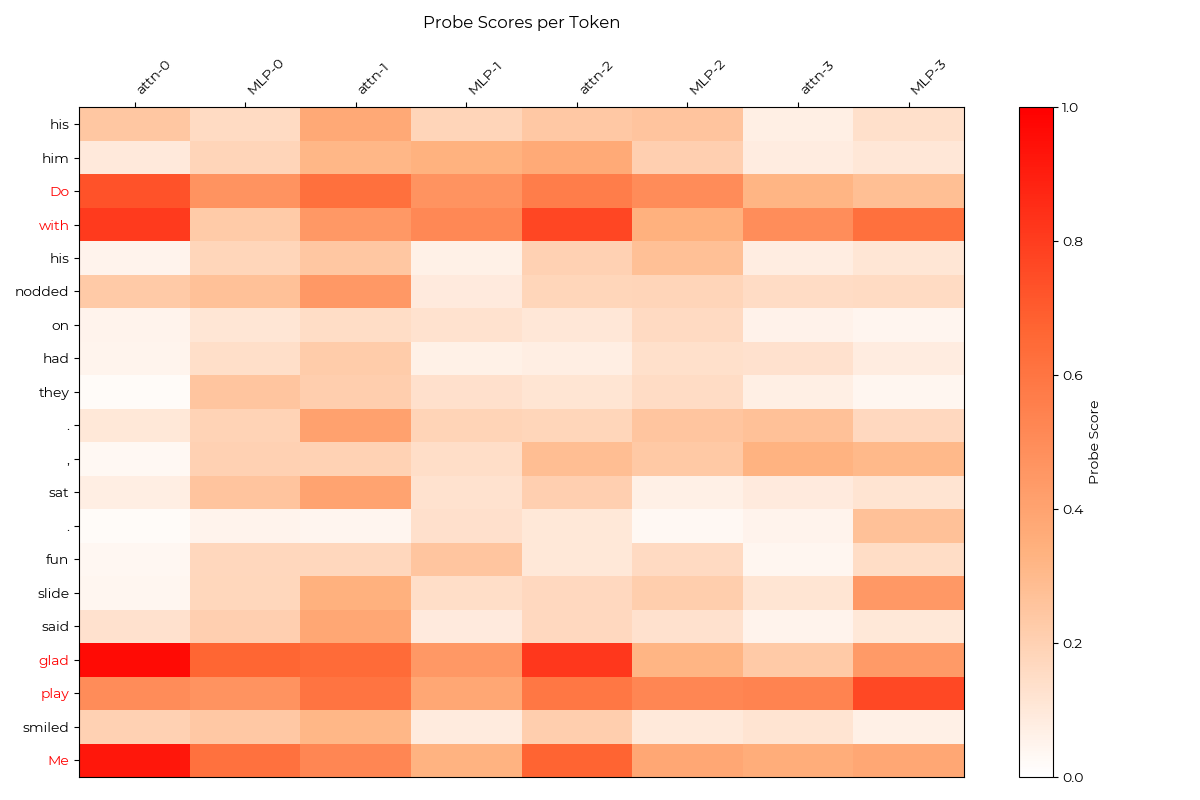 Probe Scores per Token
attn-0 MLP-0 attn-1 MLP-1 attn-2 MLP-2 attn-3 MLP-3
his
him
Do
with
his
nodded
on
had
they
.
,
sat
.
fun
slide
said
glad
play
smiled
Me
1.0
0.8
0.6
0.4
0.2
0.0
Probe Score